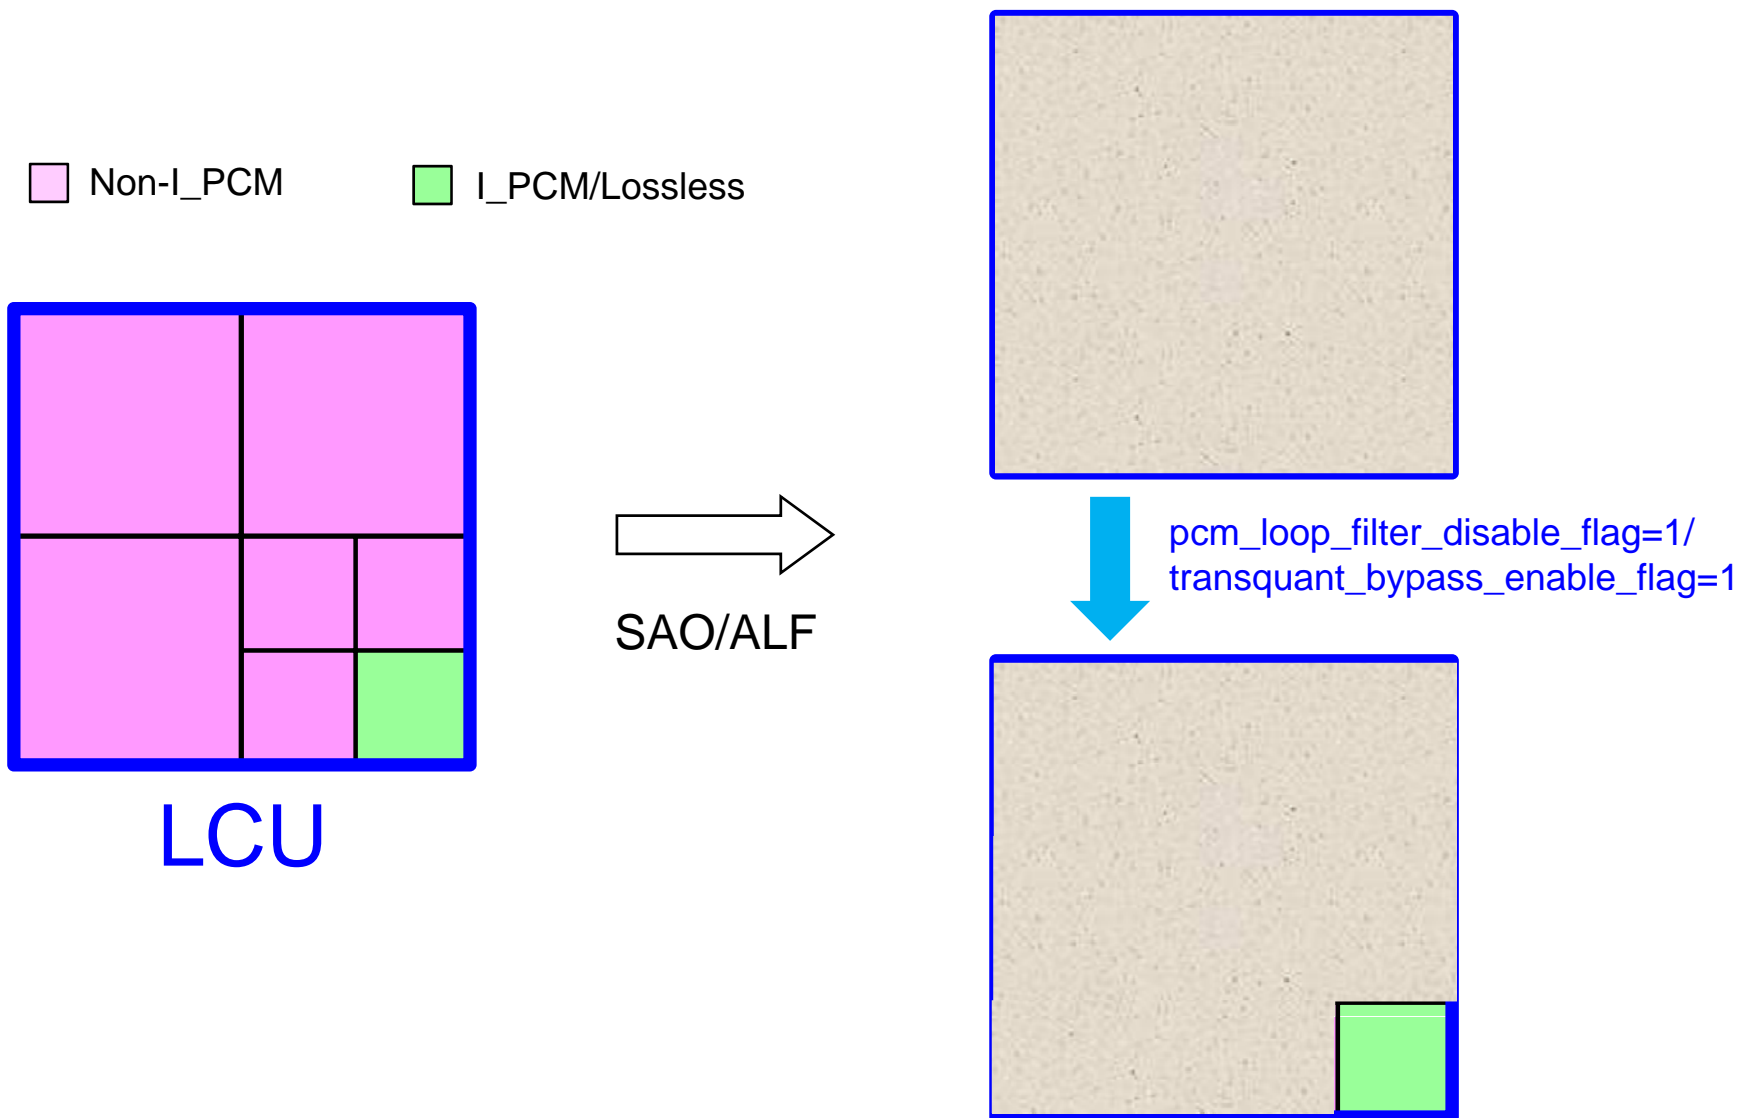 Non-I_PCM
I_PCM/Lossless
LCU
SAO/ALF
pcm_loop_filter_disable_flag=1/
transquant_bypass_enable_flag=1